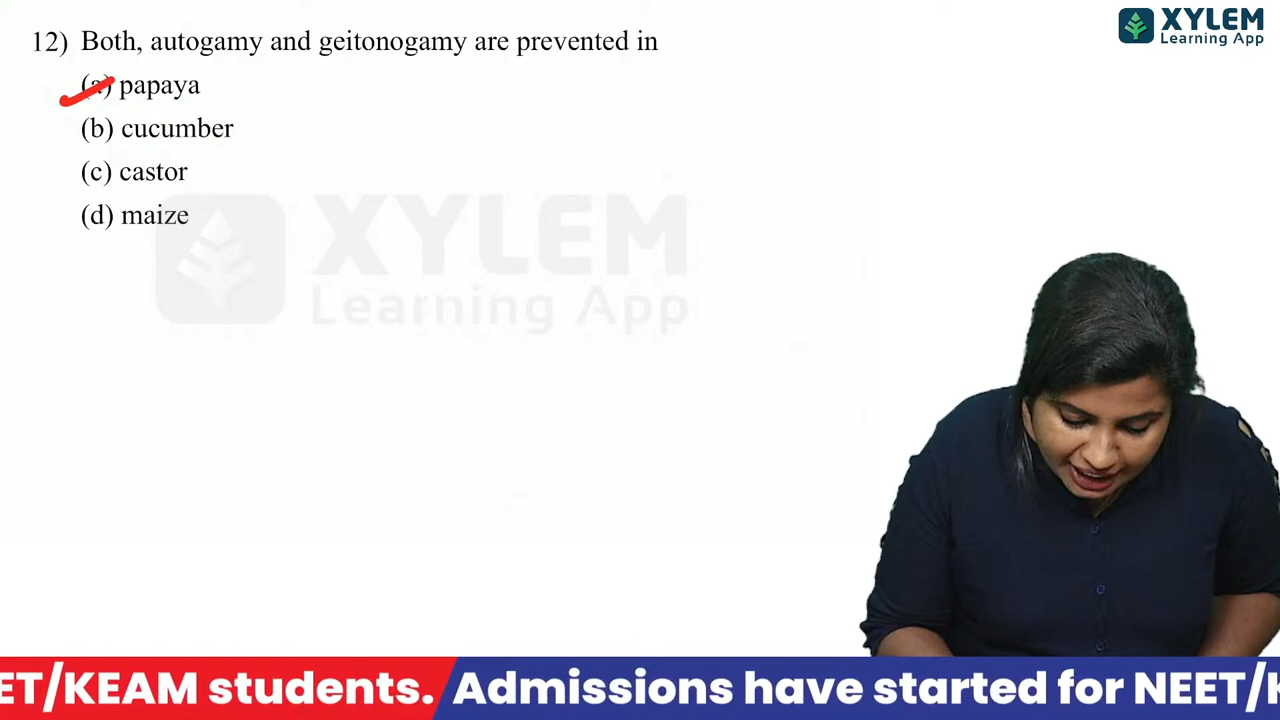 XYLEM
Learning App
12) Both, autogamy and geitonogamy are prevented in
(a) papaya
(b) cucumber
(c) castor
(d) maize
XYLEM
Learning App
ET/KEAM students. Admissions have started for NEET/K